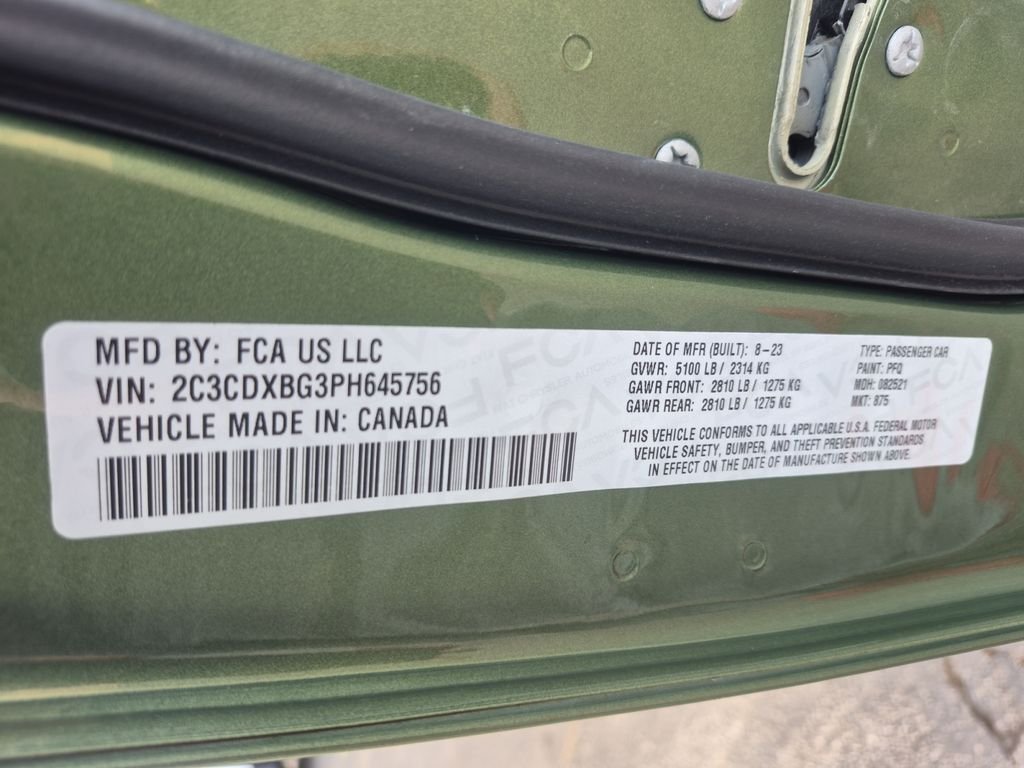 MFD BY: FCA US LLC
VIN: 2C3CDXBG3PH645756
VEHICLE MADE IN: CANADA
DATE OF MFR (BUILT): 8-23
GVWR: 5100 LB / 2314 KG
GAWR FRONT: 2810 LB / 1275 KG
GAWR REAR: 2810 LB / 1275 KG
TYPE: PASSENGER CAR
PAINT: PFQ
MDH: 082521
MKT: 875
THIS VEHICLE CONFORMS TO ALL APPLICABLE U.S.A. FEDERAL MOTOR
VEHICLE SAFETY, BUMPER, AND THEFT PREVENTION STANDARDS
IN EFFECT ON THE DATE OF MANUFACTURE SHOWN ABOVE.